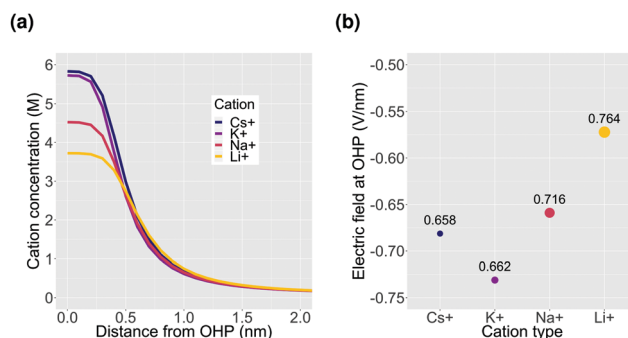 (a)
6
5
4
3
2
1
0
Cation concentration (M)
0.0 0.5 1.0 1.5 2.0
Distance from OHP (nm)
Cation
Cs+
K+
Na+
Li+
(b)
-0.50
-0.55
-0.60
-0.65
-0.70
-0.75
Electric field at OHP (V/nm)
0.658
0.662
0.716
0.764
Cs+ K+ Na+ Li+
Cation type